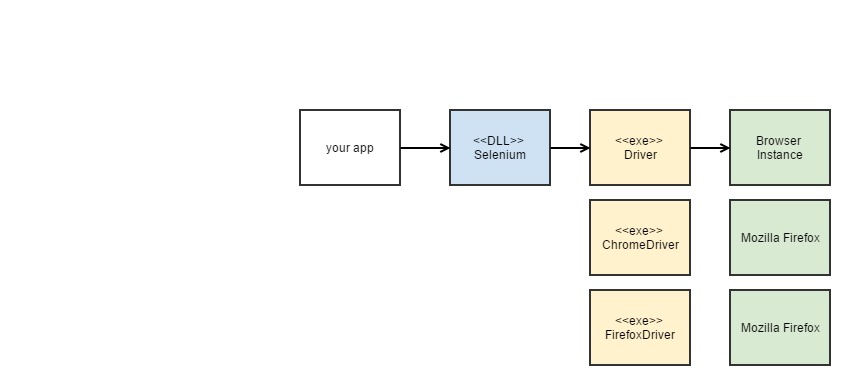 your app
<<DLL>>
Selenium
<<exe>>
Driver
Browser
Instance
<<exe>>
ChromeDriver
Mozilla Firefox
<<exe>>
FirefoxDriver
Mozilla Firefox